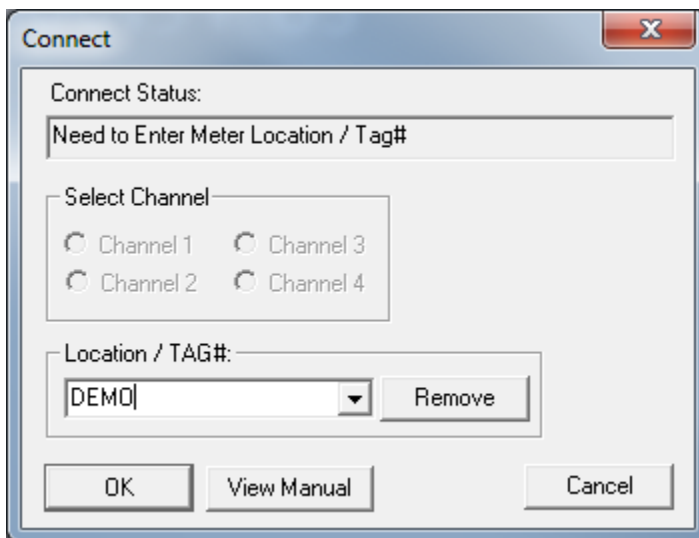 Connect
Connect Status:
Need to Enter Meter Location / Tag#
Select Channel
Channel 1 Channel 3
Channel 2 Channel 4
Location / TAG#:
DEMO Remove
OK View Manual Cancel